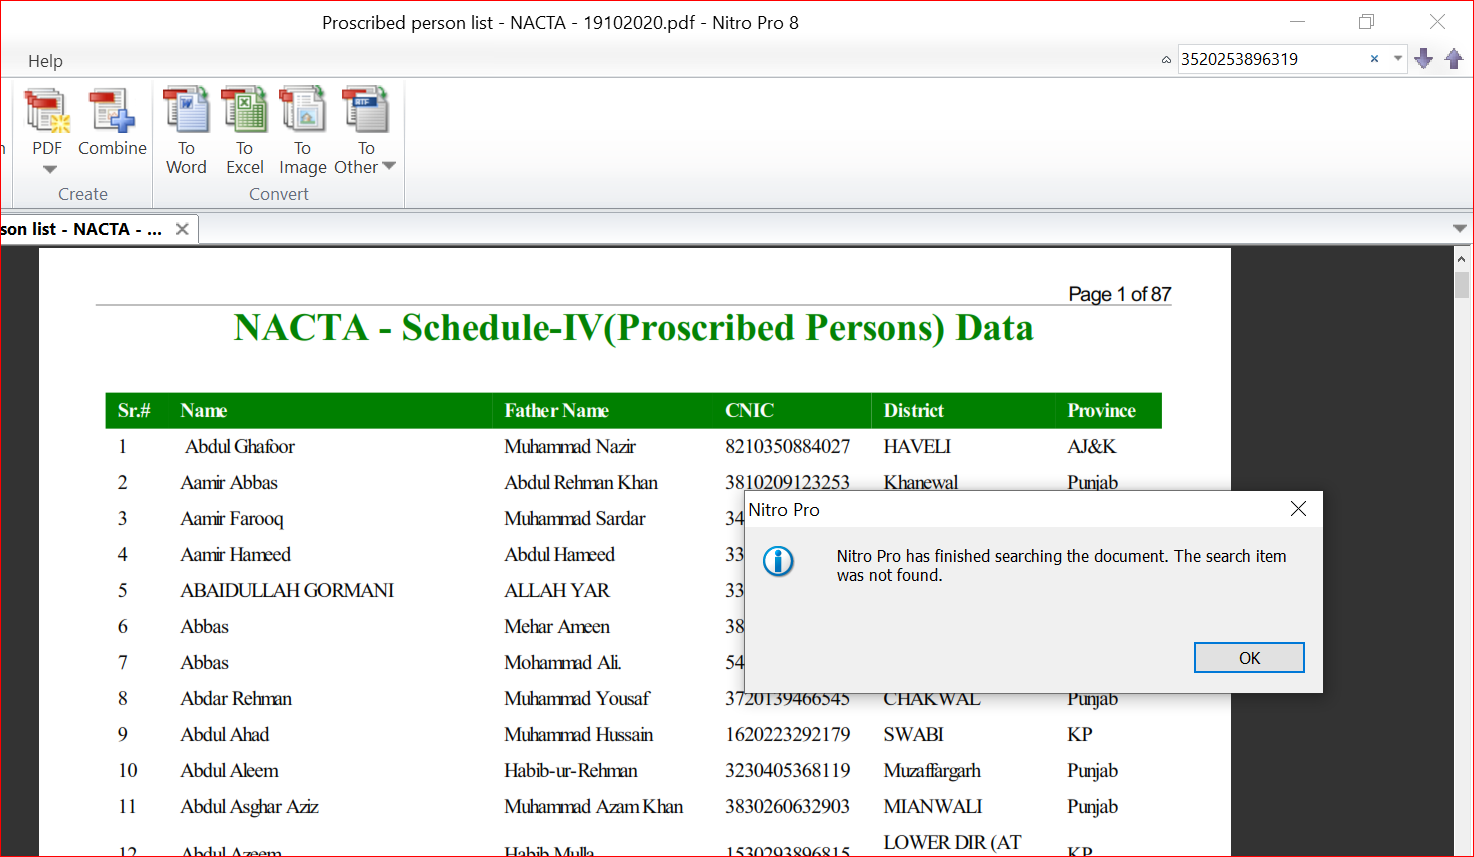 Proscribed person list - NACTA - 19102020.pdf - Nitro Pro 8
Help
3520253896319
PDF
Combine
To Word
To Excel
To Image
To Other
Create
Convert
son list - NACTA - ...
Page 1 of 87
NACTA - Schedule-IV(Proscribed Persons) Data
Sr.# Name Father Name CNIC District Province
1 Abdul Ghafoor Muhammad Nazir 8210350884027 HAVELI AJ&K
2 Aamir Abbas Abdul Rehman Khan 3810209123253 Khanewal Punjab
3 Aamir Farooq Muhammad Sardar 34
4 Aamir Hameed Abdul Hameed 33
5 ABAIDULLAH GORMANI ALLAH YAR 33
6 Abbas Mehar Ameen 38
7 Abbas Mohammad Ali. 54
8 Abdar Rehman Muhammad Yousaf 3720139466545 CHAKWAL Punjab
9 Abdul Ahad Muhammad Hussain 1620223292179 SWABI KP
10 Abdul Aleem Habib-ur-Rehman 3230405368119 Muzaffargarh Punjab
11 Abdul Asghar Aziz Muhammad Azam Khan 3830260632903 MIANWALI Punjab
LOWER DIR (AT
12 Abdul Azeem Habib Mulla 1530293896815 KP
Nitro Pro
Nitro Pro has finished searching the document. The search item
was not found.
OK